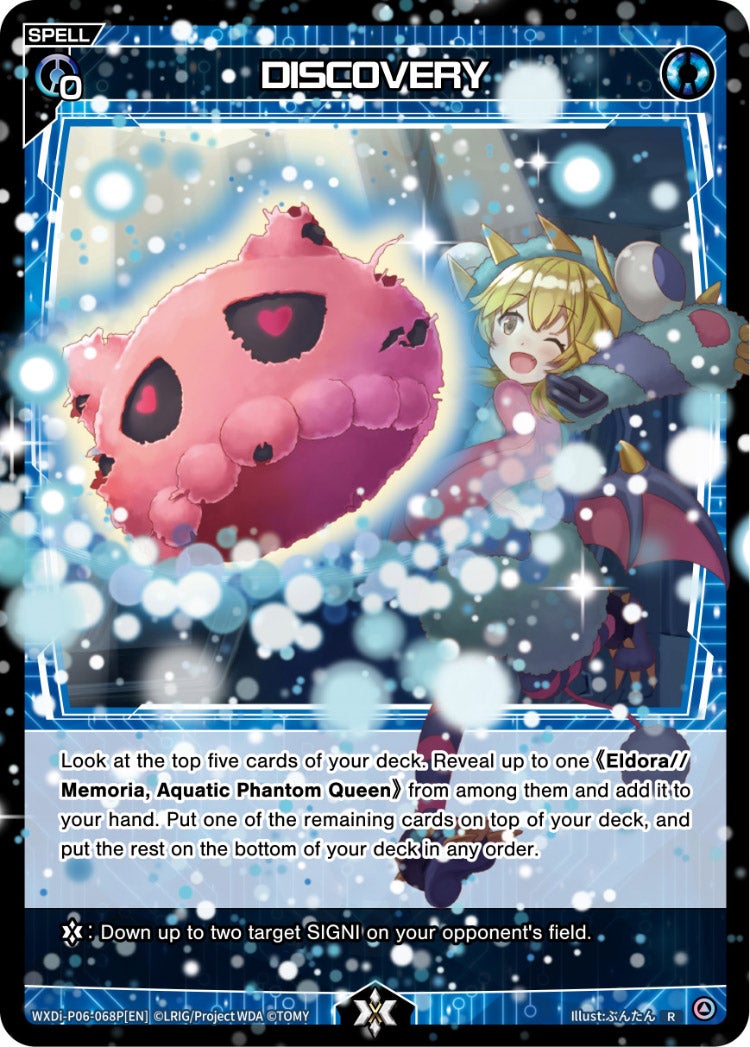 SPELL
0
DISCOVERY
Look at the top five cards of your deck. Reveal up to one 《Eldora//
Memoria, Aquatic Phantom Queen》 from among them and add it to
your hand. Put one of the remaining cards on top of your deck, and
put the rest on the bottom of your deck in any order.
: Down up to two target SIGNI on your opponent's field.
WXDi-P06-068P[EN] ©LRIG/Project WDA ©TOMY
Illust:ぶんたん R